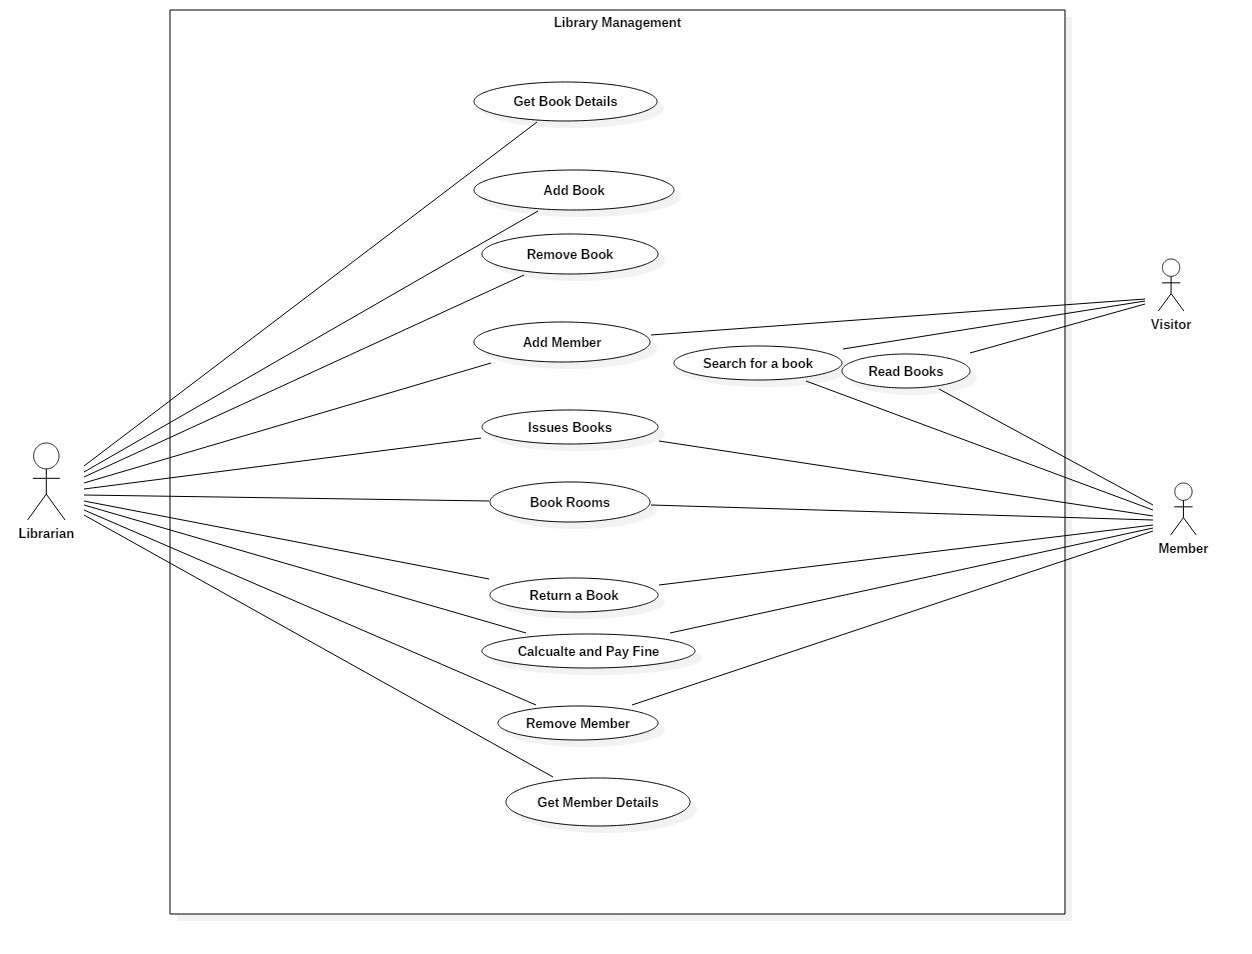 Library Management
Get Book Details
Add Book
Remove Book
Visitor
Add Member
Search for a book
Read Books
Issues Books
Book Rooms
Librarian
Member
Return a Book
Calcualte and Pay Fine
Remove Member
Get Member Details